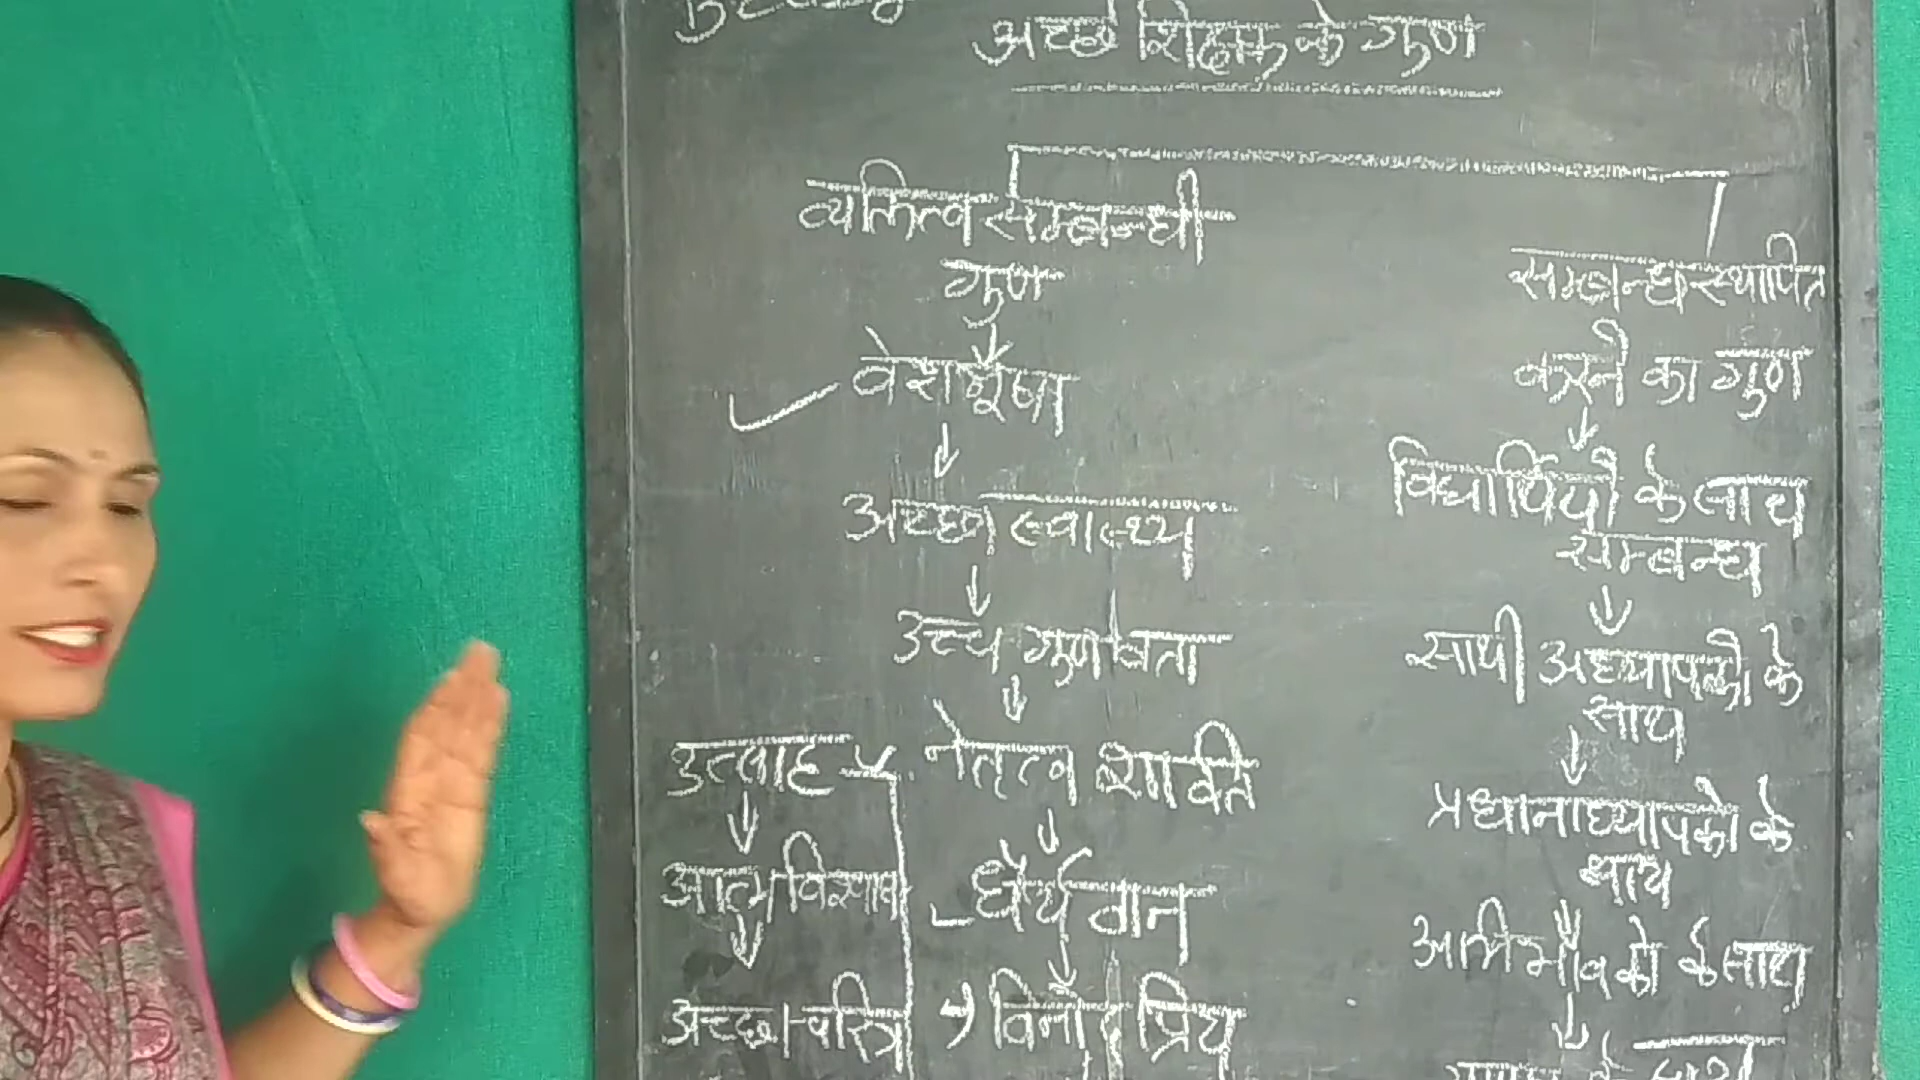 अच्छे शिक्षक के गुण
व्यक्तित्व सम्बन्धी
गुण
वेशभूषा
अच्छा स्वास्थ्य
उच्च गुणवता
नेतृत्व शक्ति
धैर्यवान
विनोद प्रिय
उत्साह
आत्मविश्वास
अच्छा चरित्र
सम्बन्ध स्थापित
करने का गुण
विद्यार्थियों के साथ
सम्बन्ध
साथी अध्यापकों के
साथ
प्रधानाध्यापकों के
साथ
अभिभावकों के साथ